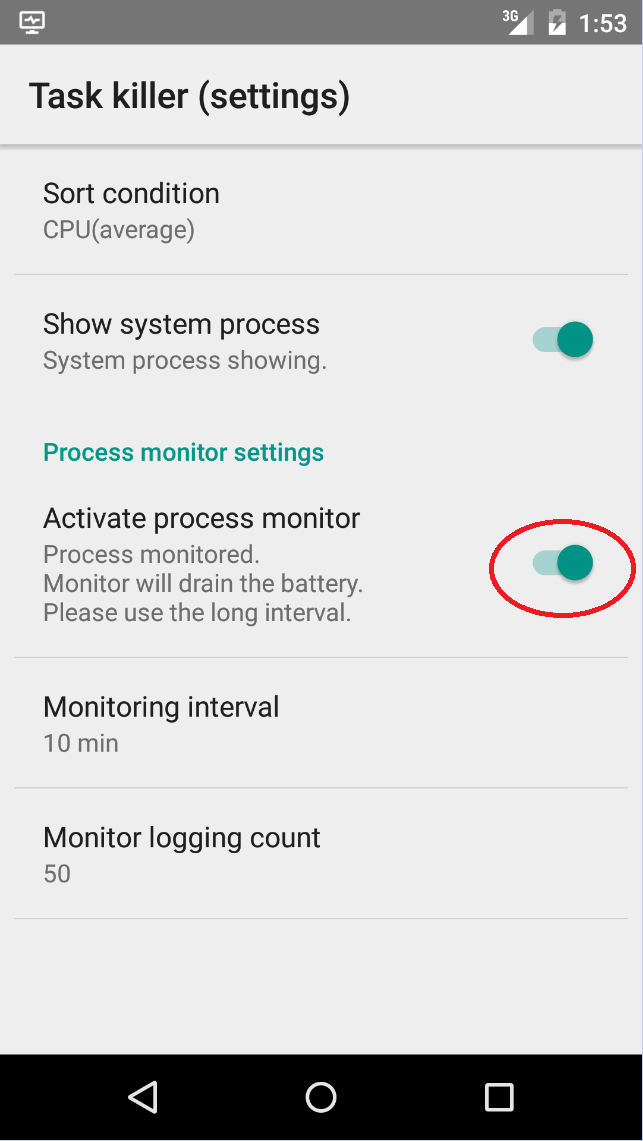 3G 1:53
Task killer (settings)
Sort condition
CPU(average)
Show system process
System process showing.
Process monitor settings
Activate process monitor
Process monitored.
Monitor will drain the battery.
Please use the long interval.
Monitoring interval
10 min
Monitor logging count
50